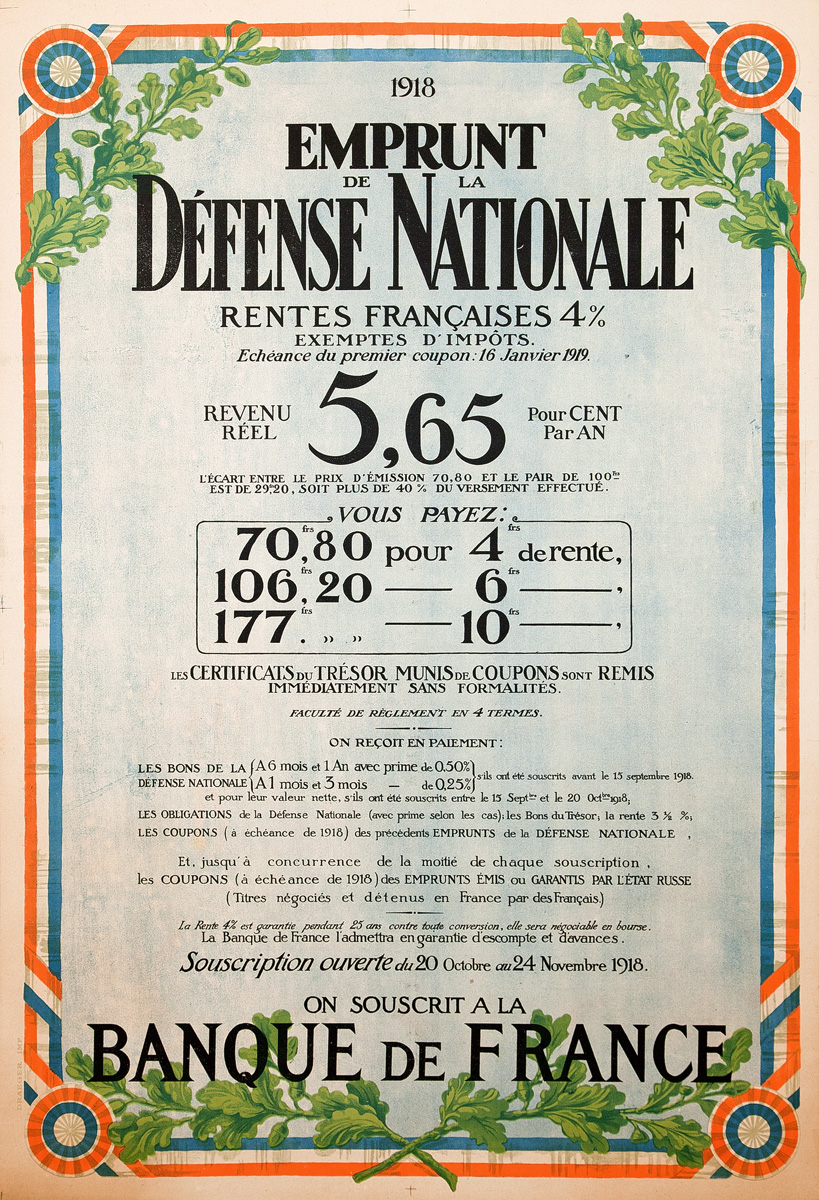 1918
EMPRUNT
DE LA
DÉFENSE NATIONALE
RENTES FRANÇAISES 4%
EXEMPTES D'IMPÔTS.
Echéance du premier coupon: 16 Janvier 1919.
REVENU RÉEL 5,65 Pour CENT Par AN
L'ÉCART ENTRE LE PRIX D'ÉMISSION 70,80 ET LE PAIR DE 100Frs
EST DE 29,frs20, SOIT PLUS DE 40 % DU VERSEMENT EFFECTUÉ.
VOUS PAYEZ:
70,frs80 pour 4frs de rente,
106,frs20 — 6frs — ,
177.frs » » — 10frs — ,
LES CERTIFICATS DU TRÉSOR MUNIS DE COUPONS SONT REMIS
IMMÉDIATEMENT SANS FORMALITÉS.
FACULTÉ DE RÈGLEMENT EN 4 TERMES.
ON REÇOIT EN PAIEMENT:
LES BONS DE LA DÉFENSE NATIONALE { A 6 mois et 1 An avec prime de 0.50%
A 1 mois et 3 mois — de 0,25% } s'ils ont été souscrits avant le 15 septembre 1918.
et pour leur valeur nette, s'ils ont été souscrits entre le 15 Septbre et le 20 Octbre 1918;
LES OBLIGATIONS de la Défense Nationale (avec prime selon les cas); les Bons du Trésor; la rente 3 ½ %;
LES COUPONS (à échéance de 1918) des précédents EMPRUNTS de la DÉFENSE NATIONALE ,
Et, jusqu'à concurrence de la moitié de chaque souscription ,
les COUPONS (à échéance de 1918) des EMPRUNTS ÉMIS ou GARANTIS PAR L'ÉTAT RUSSE
(Titres négociés et détenus en France par des Français.)
La Rente 4% est garantie pendant 25 ans contre toute conversion, elle sera négociable en bourse.
La Banque de France l'admettra en garantie d'escompte et d'avances.
Souscription ouverte du 20 Octobre au 24 Novembre 1918.
ON SOUSCRIT A LA
BANQUE DE FRANCE
DRAEGER IMP.